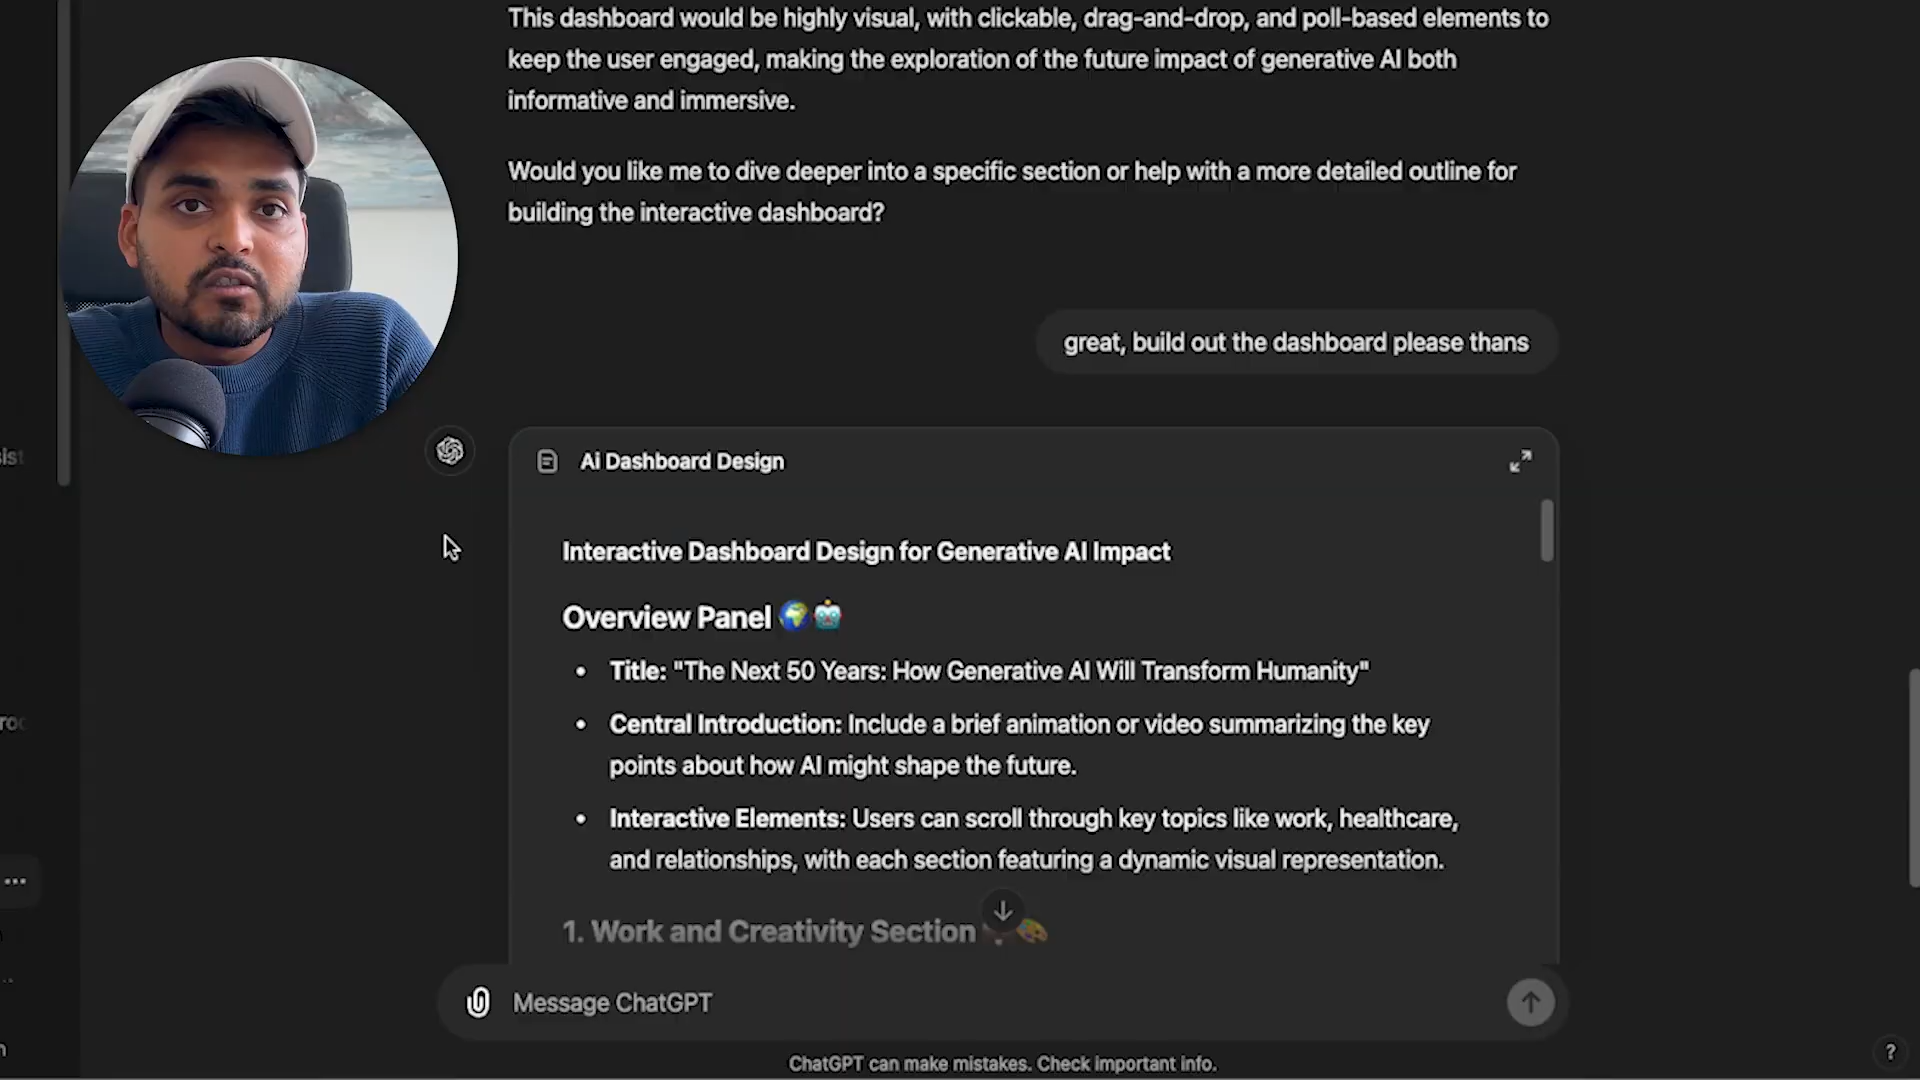 This dashboard would be highly visual, with clickable, drag-and-drop, and poll-based elements to
keep the user engaged, making the exploration of the future impact of generative AI both
informative and immersive.
Would you like me to dive deeper into a specific section or help with a more detailed outline for
building the interactive dashboard?
great, build out the dashboard please thans
Ai Dashboard Design
Interactive Dashboard Design for Generative AI Impact
Overview Panel 🌍🤖
• Title: "The Next 50 Years: How Generative AI Will Transform Humanity"
• Central Introduction: Include a brief animation or video summarizing the key
points about how AI might shape the future.
• Interactive Elements: Users can scroll through key topics like work, healthcare,
and relationships, with each section featuring a dynamic visual representation.
1. Work and Creativity Section
Message ChatGPT
ChatGPT can make mistakes. Check important info.
?